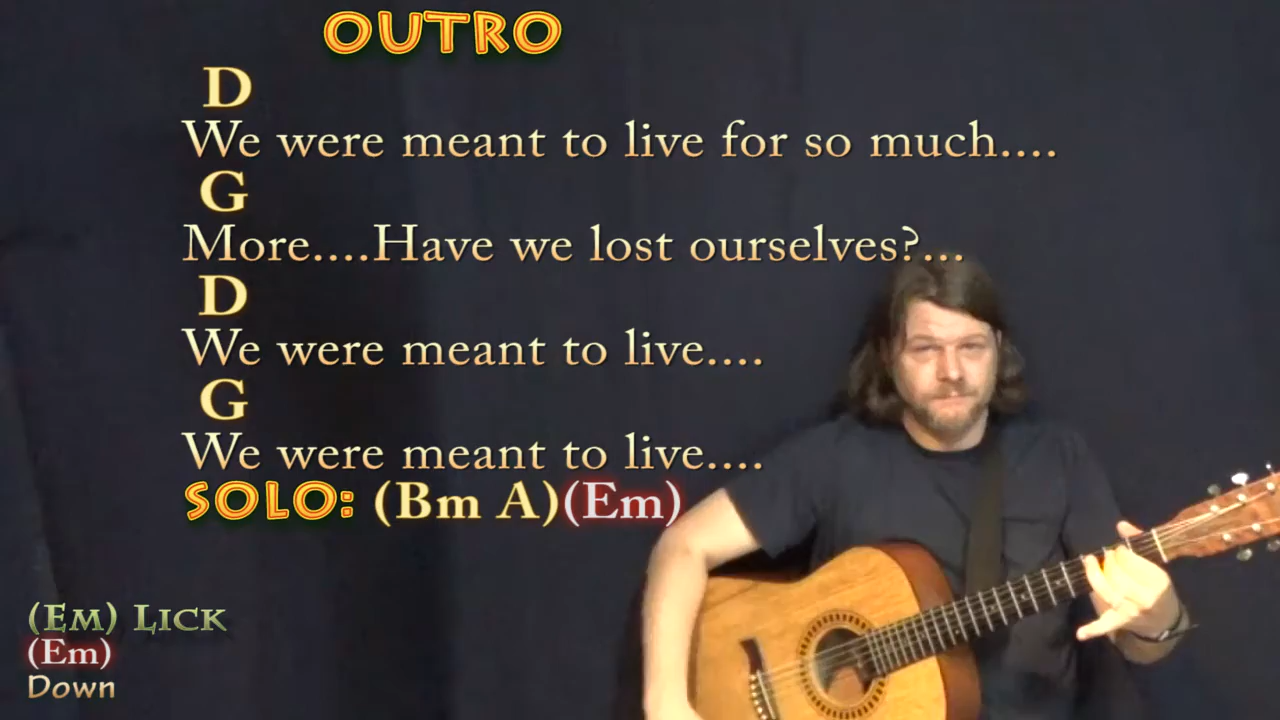 OUTRO
D
We were meant to live for so much....
G
More....Have we lost ourselves?...
D
We were meant to live....
G
We were meant to live....
SOLO: (Bm A)(Em)
(EM) LICK
(Em)
Down